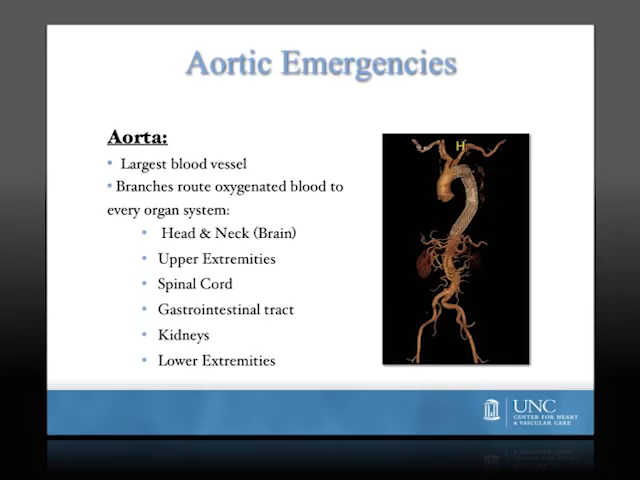 Aortic Emergencies
Aorta:
• Largest blood vessel
• Branches route oxygenated blood to
every organ system:
• Head & Neck (Brain)
• Upper Extremities
• Spinal Cord
• Gastrointestinal tract
• Kidneys
• Lower Extremities
H
UNC
CENTER FOR HEART
& VASCULAR CARE